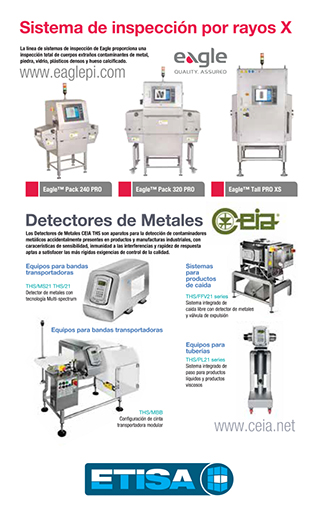 Sistema de inspección por rayos X
La línea de sistemas de inspección de Eagle proporciona una
inspección total de cuerpos extraños contaminantes de metal,
piedra, vidrio, plásticos densos y hueso calcificado.
www.eaglepi.com
eagle
QUALITY. ASSURED
Eagle™ Pack 240 PRO
Eagle™ Pack 320 PRO
Eagle™ Tall PRO XS
Detectores de Metales
ceia
Los Detectores de Metales CEIA THS son aparatos para la detección de contaminadores
metálicos accidentalmente presentes en productos y manufacturas industriales, con
características de sensibilidad, inmunidad a las interferencias y rapidez de respuesta
aptas a satisfacer las más rígidas exigencias de control de la calidad.
Equipos para bandas
transportadoras
THS/MS21 THS/21
Detector de metales con
tecnología Multi-spectrum
Sistemas
para
productos
de caída
THS/FFV21 series
Sistema integrado de
caída libre con detector de metales
y válvula de expulsión
Equipos para bandas transportadoras
THS/MBB
Configuración de cinta
transportadora modular
Equipos para
tuberías
THS/PL21 series
Sistema integrado de
paso para productos
líquidos y productos
viscosos
www.ceia.net
ETISA